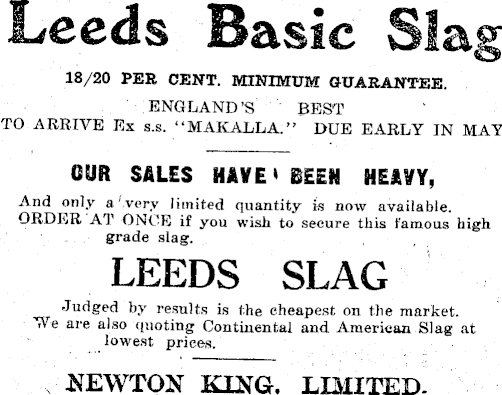 Leeds Basic Slag
18/20 PER CENT. MINIMUM GUARANTEE.
ENGLAND'S BEST
TO ARRIVE Ex s.s. "MAKALLA." DUE EARLY IN MAY
OUR SALES HAVE BEEN HEAVY,
And only a very limited quantity is now available.
ORDER AT ONCE if you wish to secure this famous high
grade slag.
LEEDS SLAG
Judged by results is the cheapest on the market.
We are also quoting Continental and American Slag at
lowest prices.
NEWTON KING, LIMITED.